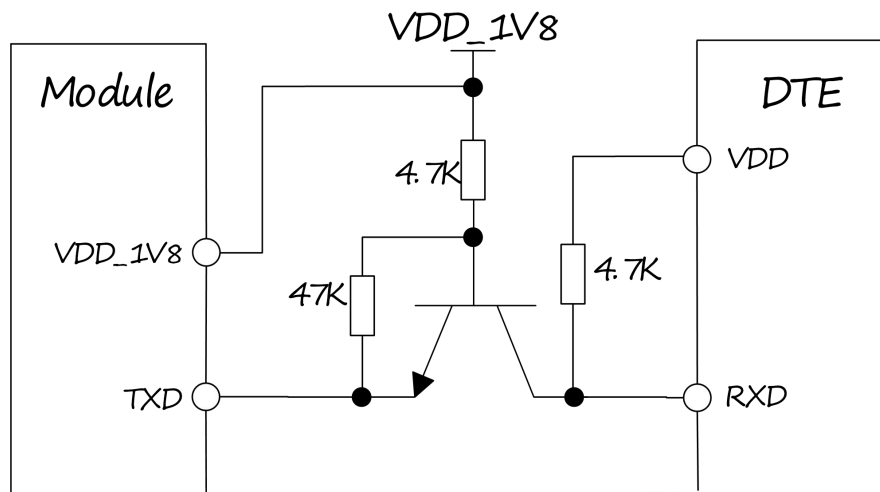 VDD_1V8
Module
DTE
VDD
4.7K
VDD_1V8
4.7K
47K
TXD
RXD